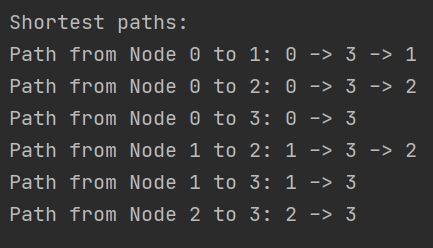 Shortest paths:
Path from Node 0 to 1: 0 -> 3 -> 1
Path from Node 0 to 2: 0 -> 3 -> 2
Path from Node 0 to 3: 0 -> 3
Path from Node 1 to 2: 1 -> 3 -> 2
Path from Node 1 to 3: 1 -> 3
Path from Node 2 to 3: 2 -> 3